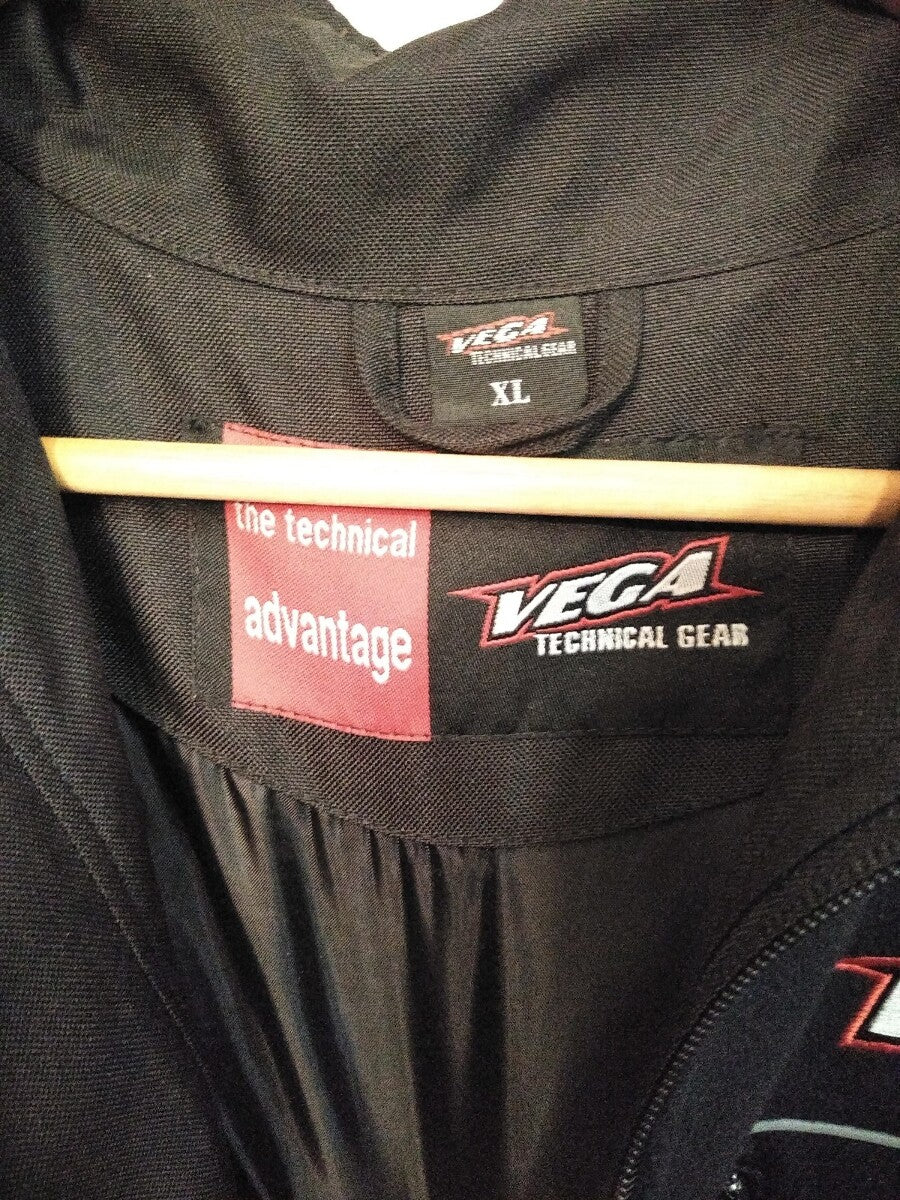 VEGA
TECHNICAL GEAR
XL
the technical
advantage
VEGA
TECHNICAL GEAR